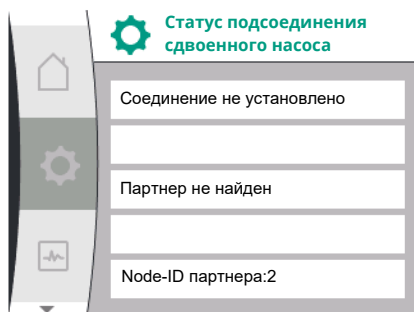 Статус подсоединения
сдвоенного насоса
Соединение не установлено
Партнер не найден
Node-ID партнера:2